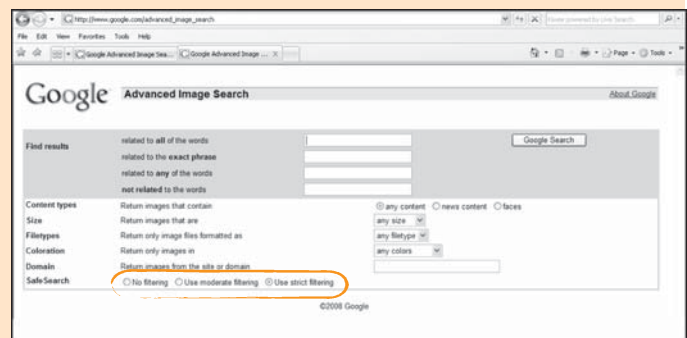 http://www.google.com/advanced_image_search
File Edit View Favorites Tools Help
Google Advanced Image Sea... Google Advanced Image ... X Page Tools
Google Advanced Image Search About Google
Find results related to all of the words Google Search
related to the exact phrase
related to any of the words
not related to the words
Content types Return images that contain any content news content faces
Size Return images that are any size
Filetypes Return only image files formatted as any filetype
Coloration Return only images in any colors
Domain Return images from the site or domain
SafeSearch No filtering Use moderate filtering Use strict filtering
©2008 Google